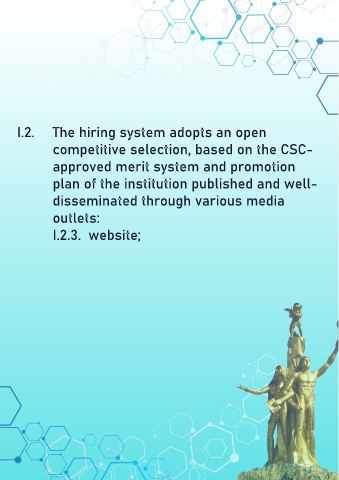 I.2. The hiring system adopts an open
competitive selection, based on the CSC-
approved merit system and promotion
plan of the institution published and well-
disseminated through various media
outlets:
I.2.3. website;